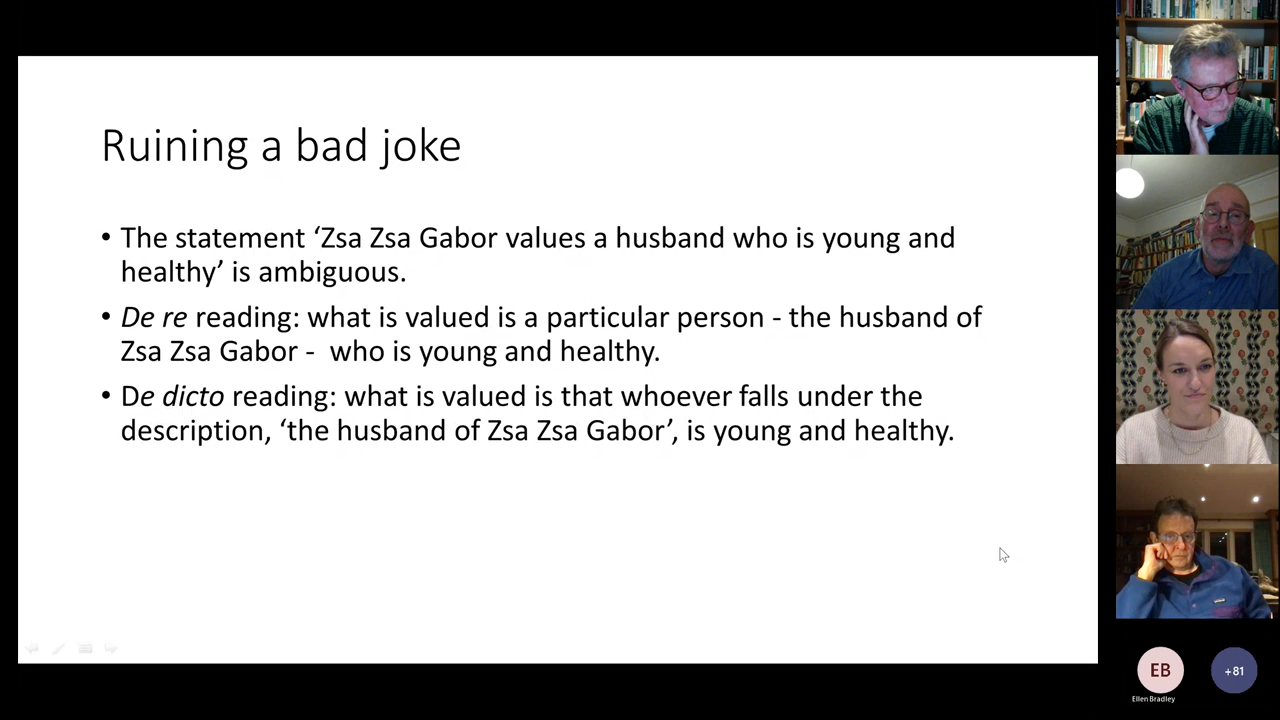 Ruining a bad joke
• The statement ‘Zsa Zsa Gabor values a husband who is young and
healthy’ is ambiguous.
• De re reading: what is valued is a particular person - the husband of
Zsa Zsa Gabor -  who is young and healthy.
• De dicto reading: what is valued is that whoever falls under the
description, ‘the husband of Zsa Zsa Gabor’, is young and healthy.
EB
Ellen Bradley
+81